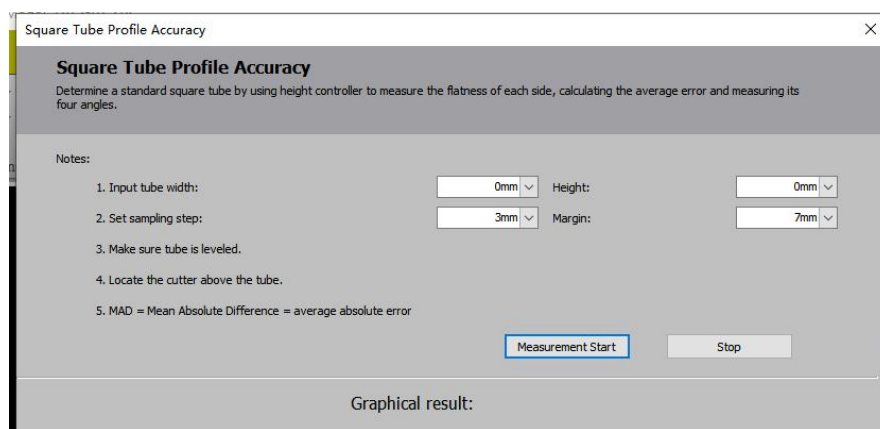 Square Tube Profile Accuracy
Square Tube Profile Accuracy
Determine a standard square tube by using height controller to measure the flatness of each side, calculating the average error and measuring its
four angles.
Notes:
1. Input tube width: 0mm Height: 0mm
2. Set sampling step: 3mm Margin: 7mm
3. Make sure tube is leveled.
4. Locate the cutter above the tube.
5. MAD = Mean Absolute Difference = average absolute error
Measurement Start Stop
Graphical result: